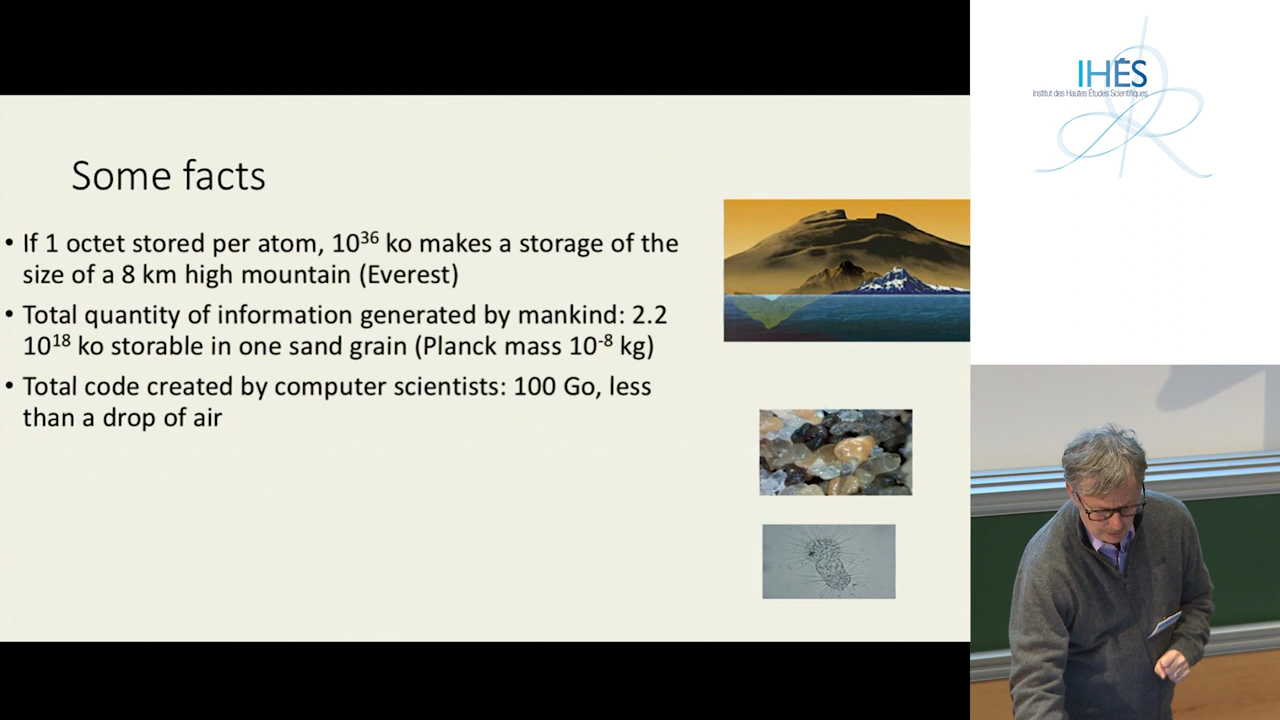 Some facts
• If 1 octet stored per atom, 10³⁶ ko makes a storage of the
size of a 8 km high mountain (Everest)
• Total quantity of information generated by mankind: 2.2
10¹⁸ ko storable in one sand grain (Planck mass 10⁻⁸ kg)
• Total code created by computer scientists: 100 Go, less
than a drop of air
IHÉS
Institut des Hautes Études Scientifiques